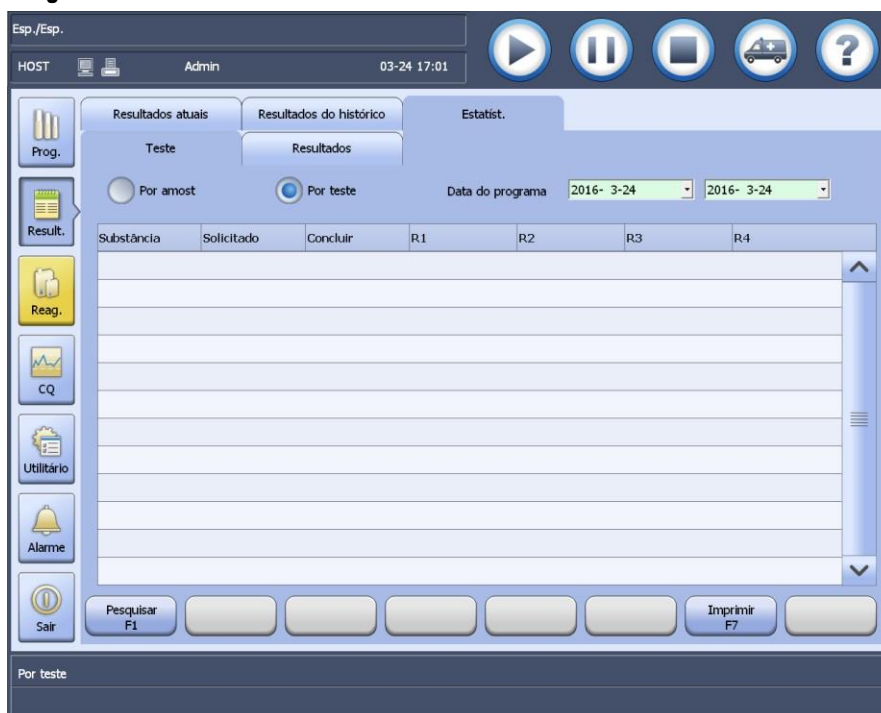 Esp./Esp.
HOST Admin 03-24 17:01
?
Resultados atuais Resultados do histórico Estatíst.
Teste Resultados
Por amost Por teste Data do programa 2016- 3-24 2016- 3-24
Substância Solicitado Concluir R1 R2 R3 R4
Prog.
Result.
Reag.
CQ
Utilitário
Alarme
Sair
Pesquisar
F1
Imprimir
F7
Por teste